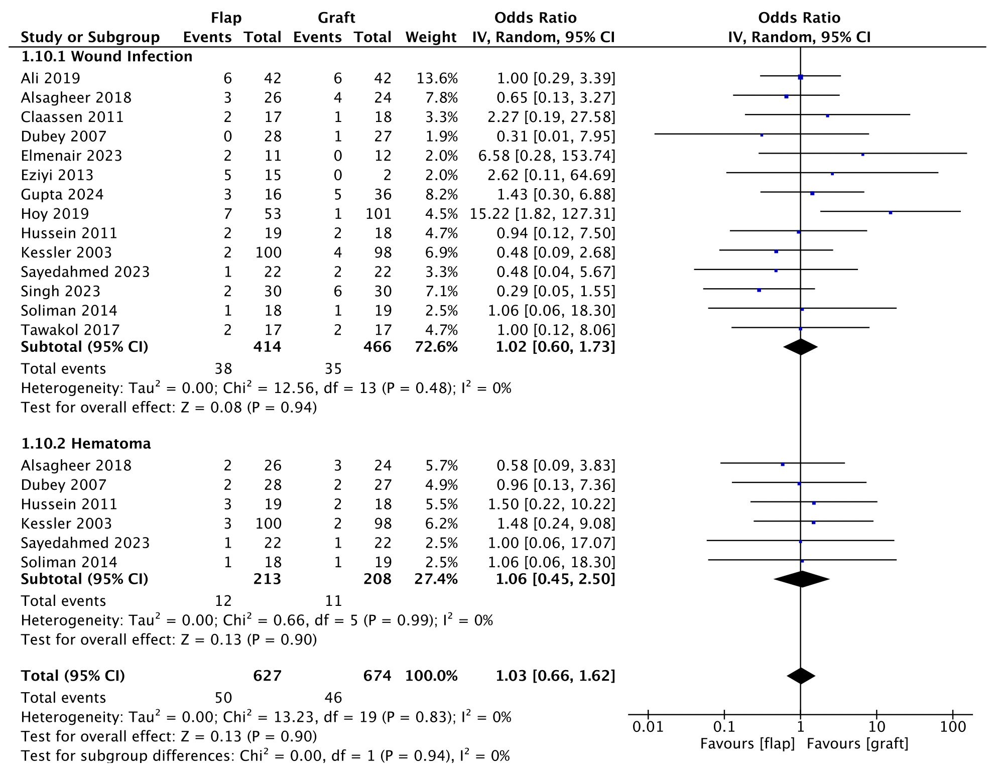 Flap Graft Odds Ratio Odds Ratio
Study or Subgroup Events Total Events Total Weight IV, Random, 95% CI IV, Random, 95% CI
1.10.1 Wound Infection
Ali 2019 6 42 6 42 13.6% 1.00 [0.29, 3.39]
Alsagheer 2018 3 26 4 24 7.8% 0.65 [0.13, 3.27]
Claassen 2011 2 17 1 18 3.3% 2.27 [0.19, 27.58]
Dubey 2007 0 28 1 27 1.9% 0.31 [0.01, 7.95]
Elmenair 2023 2 11 0 12 2.0% 6.58 [0.28, 153.74]
Eziyi 2013 5 15 0 2 2.0% 2.62 [0.11, 64.69]
Gupta 2024 3 16 5 36 8.2% 1.43 [0.30, 6.88]
Hoy 2019 7 53 1 101 4.5% 15.22 [1.82, 127.31]
Hussein 2011 2 19 2 18 4.7% 0.94 [0.12, 7.50]
Kessler 2003 2 100 4 98 6.9% 0.48 [0.09, 2.68]
Sayedahmed 2023 1 22 2 22 3.3% 0.48 [0.04, 5.67]
Singh 2023 2 30 6 30 7.1% 0.29 [0.05, 1.55]
Soliman 2014 1 18 1 19 2.5% 1.06 [0.06, 18.30]
Tawakol 2017 2 17 2 17 4.7% 1.00 [0.12, 8.06]
Subtotal (95% CI) 414 466 72.6% 1.02 [0.60, 1.73]
Total events 38 35
Heterogeneity: Tau² = 0.00; Chi² = 12.56, df = 13 (P = 0.48); I² = 0%
Test for overall effect: Z = 0.08 (P = 0.94)
1.10.2 Hematoma
Alsagheer 2018 2 26 3 24 5.7% 0.58 [0.09, 3.83]
Dubey 2007 2 28 2 27 4.9% 0.96 [0.13, 7.36]
Hussein 2011 3 19 2 18 5.5% 1.50 [0.22, 10.22]
Kessler 2003 3 100 2 98 6.2% 1.48 [0.24, 9.08]
Sayedahmed 2023 1 22 1 22 2.5% 1.00 [0.06, 17.07]
Soliman 2014 1 18 1 19 2.5% 1.06 [0.06, 18.30]
Subtotal (95% CI) 213 208 27.4% 1.06 [0.45, 2.50]
Total events 12 11
Heterogeneity: Tau² = 0.00; Chi² = 0.66, df = 5 (P = 0.99); I² = 0%
Test for overall effect: Z = 0.13 (P = 0.90)
Total (95% CI) 627 674 100.0% 1.03 [0.66, 1.62]
Total events 50 46
Heterogeneity: Tau² = 0.00; Chi² = 13.23, df = 19 (P = 0.83); I² = 0%
Test for overall effect: Z = 0.13 (P = 0.90)
Test for subgroup differences: Chi² = 0.00, df = 1 (P = 0.94), I² = 0%
0.01 0.1 1 10 100
Favours [flap] Favours [graft]